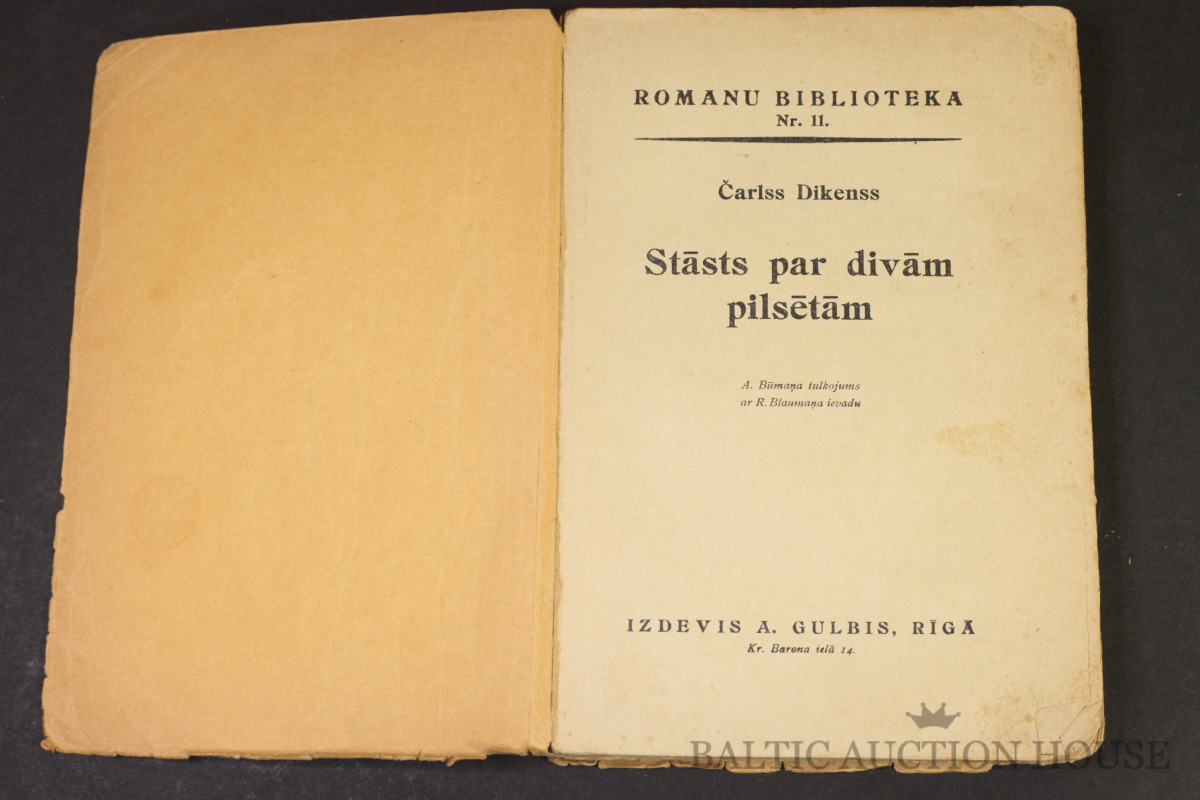 ROMANU BIBLIOTEKA
Nr. 11.
Čarlss Dikenss
Stāsts par divām
pilsētām
A. Būmaņa tulkojums
ar R. Blaumaņa ievadu
IZDEVIS A. GULBIS, RĪGĀ
Kr. Barona ielā 14.
BALTIC AUCTION HOUSE